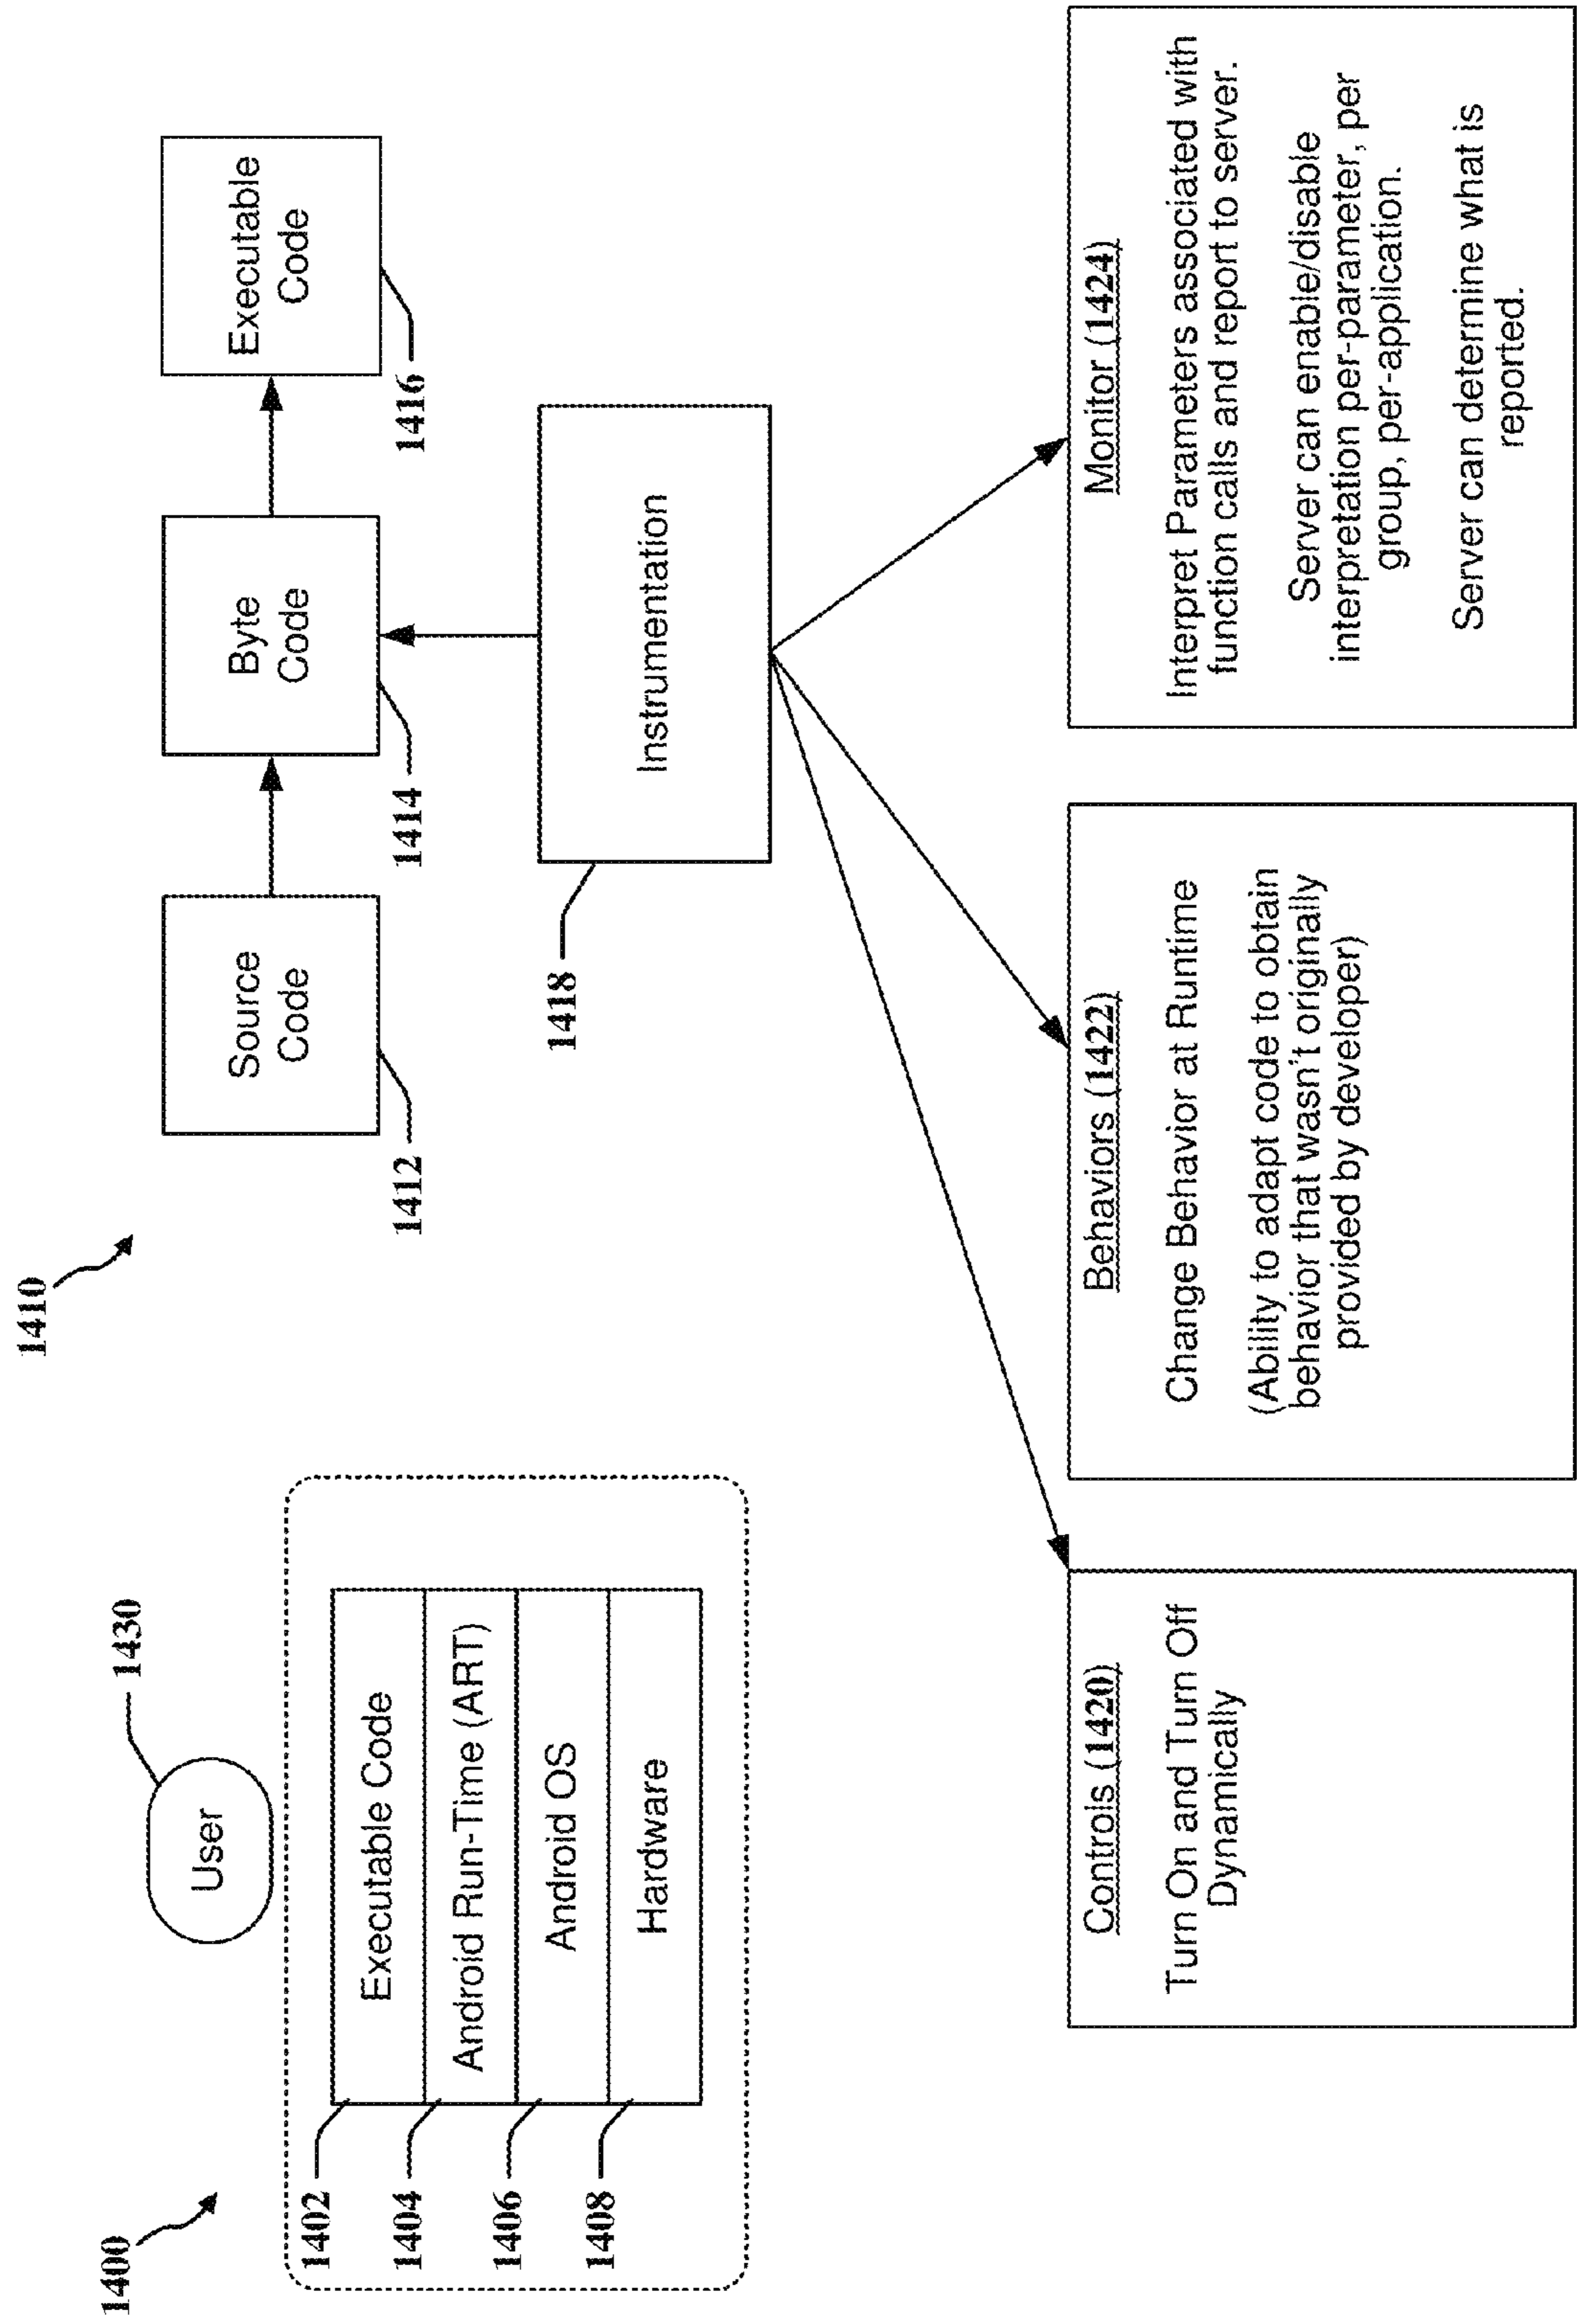 1400
User
1430
1402
Executable Code
1404
Android Run-Time (ART)
1406
Android OS
1408
Hardware
1410
Source
Code
1412
Byte
Code
1414
Executable
Code
1416
1418
Instrumentation
Controls (1420)
Turn On and Turn Off
Dynamically
Behaviors (1422)
Change Behavior at Runtime
(Ability to adapt code to obtain
behavior that wasn't originally
provided by developer)
Monitor (1424)
Interpret Parameters associated with
function calls and report to server.
Server can enable/disable
interpretation per-parameter, per
group, per-application.
Server can determine what is
reported.